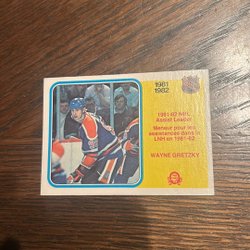 1981
1982
1981-82 NHL
Assist Leader
Meneur pour les
assistances dans la
LNH en 1981-82
WAYNE GRETZKY